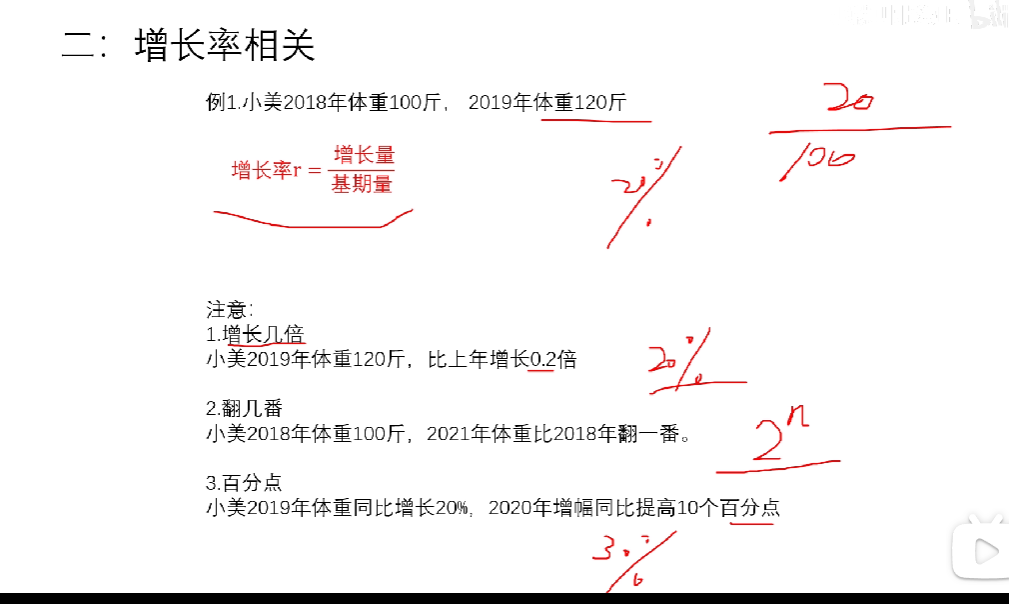 二：增长率相关
例1.小美2018年体重100斤， 2019年体重120斤
20
100
增长率r = 增长量
基期量
20%
注意：
1.增长几倍
小美2019年体重120斤，比上年增长0.2倍
20%
2.翻几番
小美2018年体重100斤，2021年体重比2018年翻一番。
2ⁿ
3.百分点
小美2019年体重同比增长20%，2020年增幅同比提高10个百分点
30%